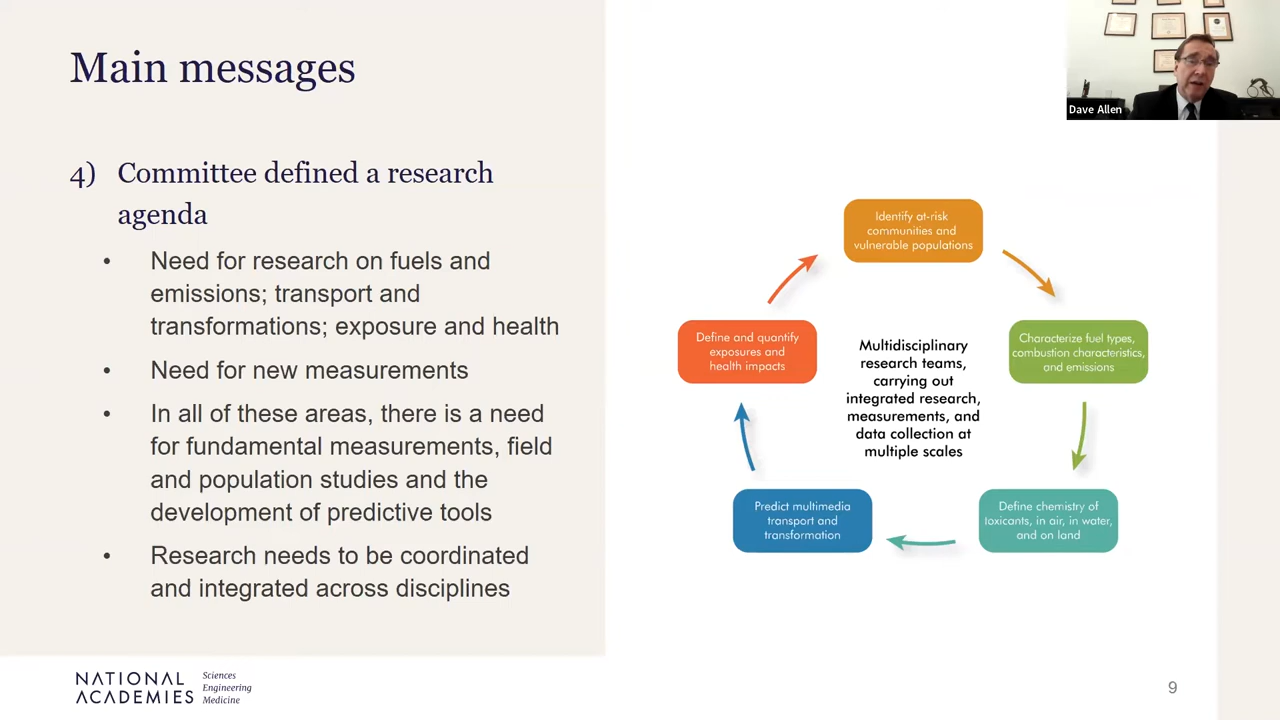 Main messages
4) Committee defined a research
agenda
• Need for research on fuels and
emissions; transport and
transformations; exposure and health
• Need for new measurements
• In all of these areas, there is a need
for fundamental measurements, field
and population studies and the
development of predictive tools
• Research needs to be coordinated
and integrated across disciplines
Dave Allen
Identify at-risk
communities and
vulnerable populations
Characterize fuel types,
combustion characteristics,
and emissions
Define chemistry of
toxicants, in air, in water,
and on land
Predict multimedia
transport and
transformation
Define and quantify
exposures and
health impacts
Multidisciplinary
research teams,
carrying out
integrated research,
measurements, and
data collection at
multiple scales
NATIONAL
ACADEMIES
Sciences
Engineering
Medicine
9